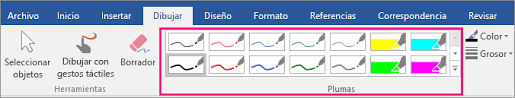 Archivo Inicio Insertar Dibujar Diseño Formato Referencias Correspondencia Revisar
Seleccionar objetos
Dibujar con gestos táctiles
Borrador
Color
Grosor
Herramientas
Plumas